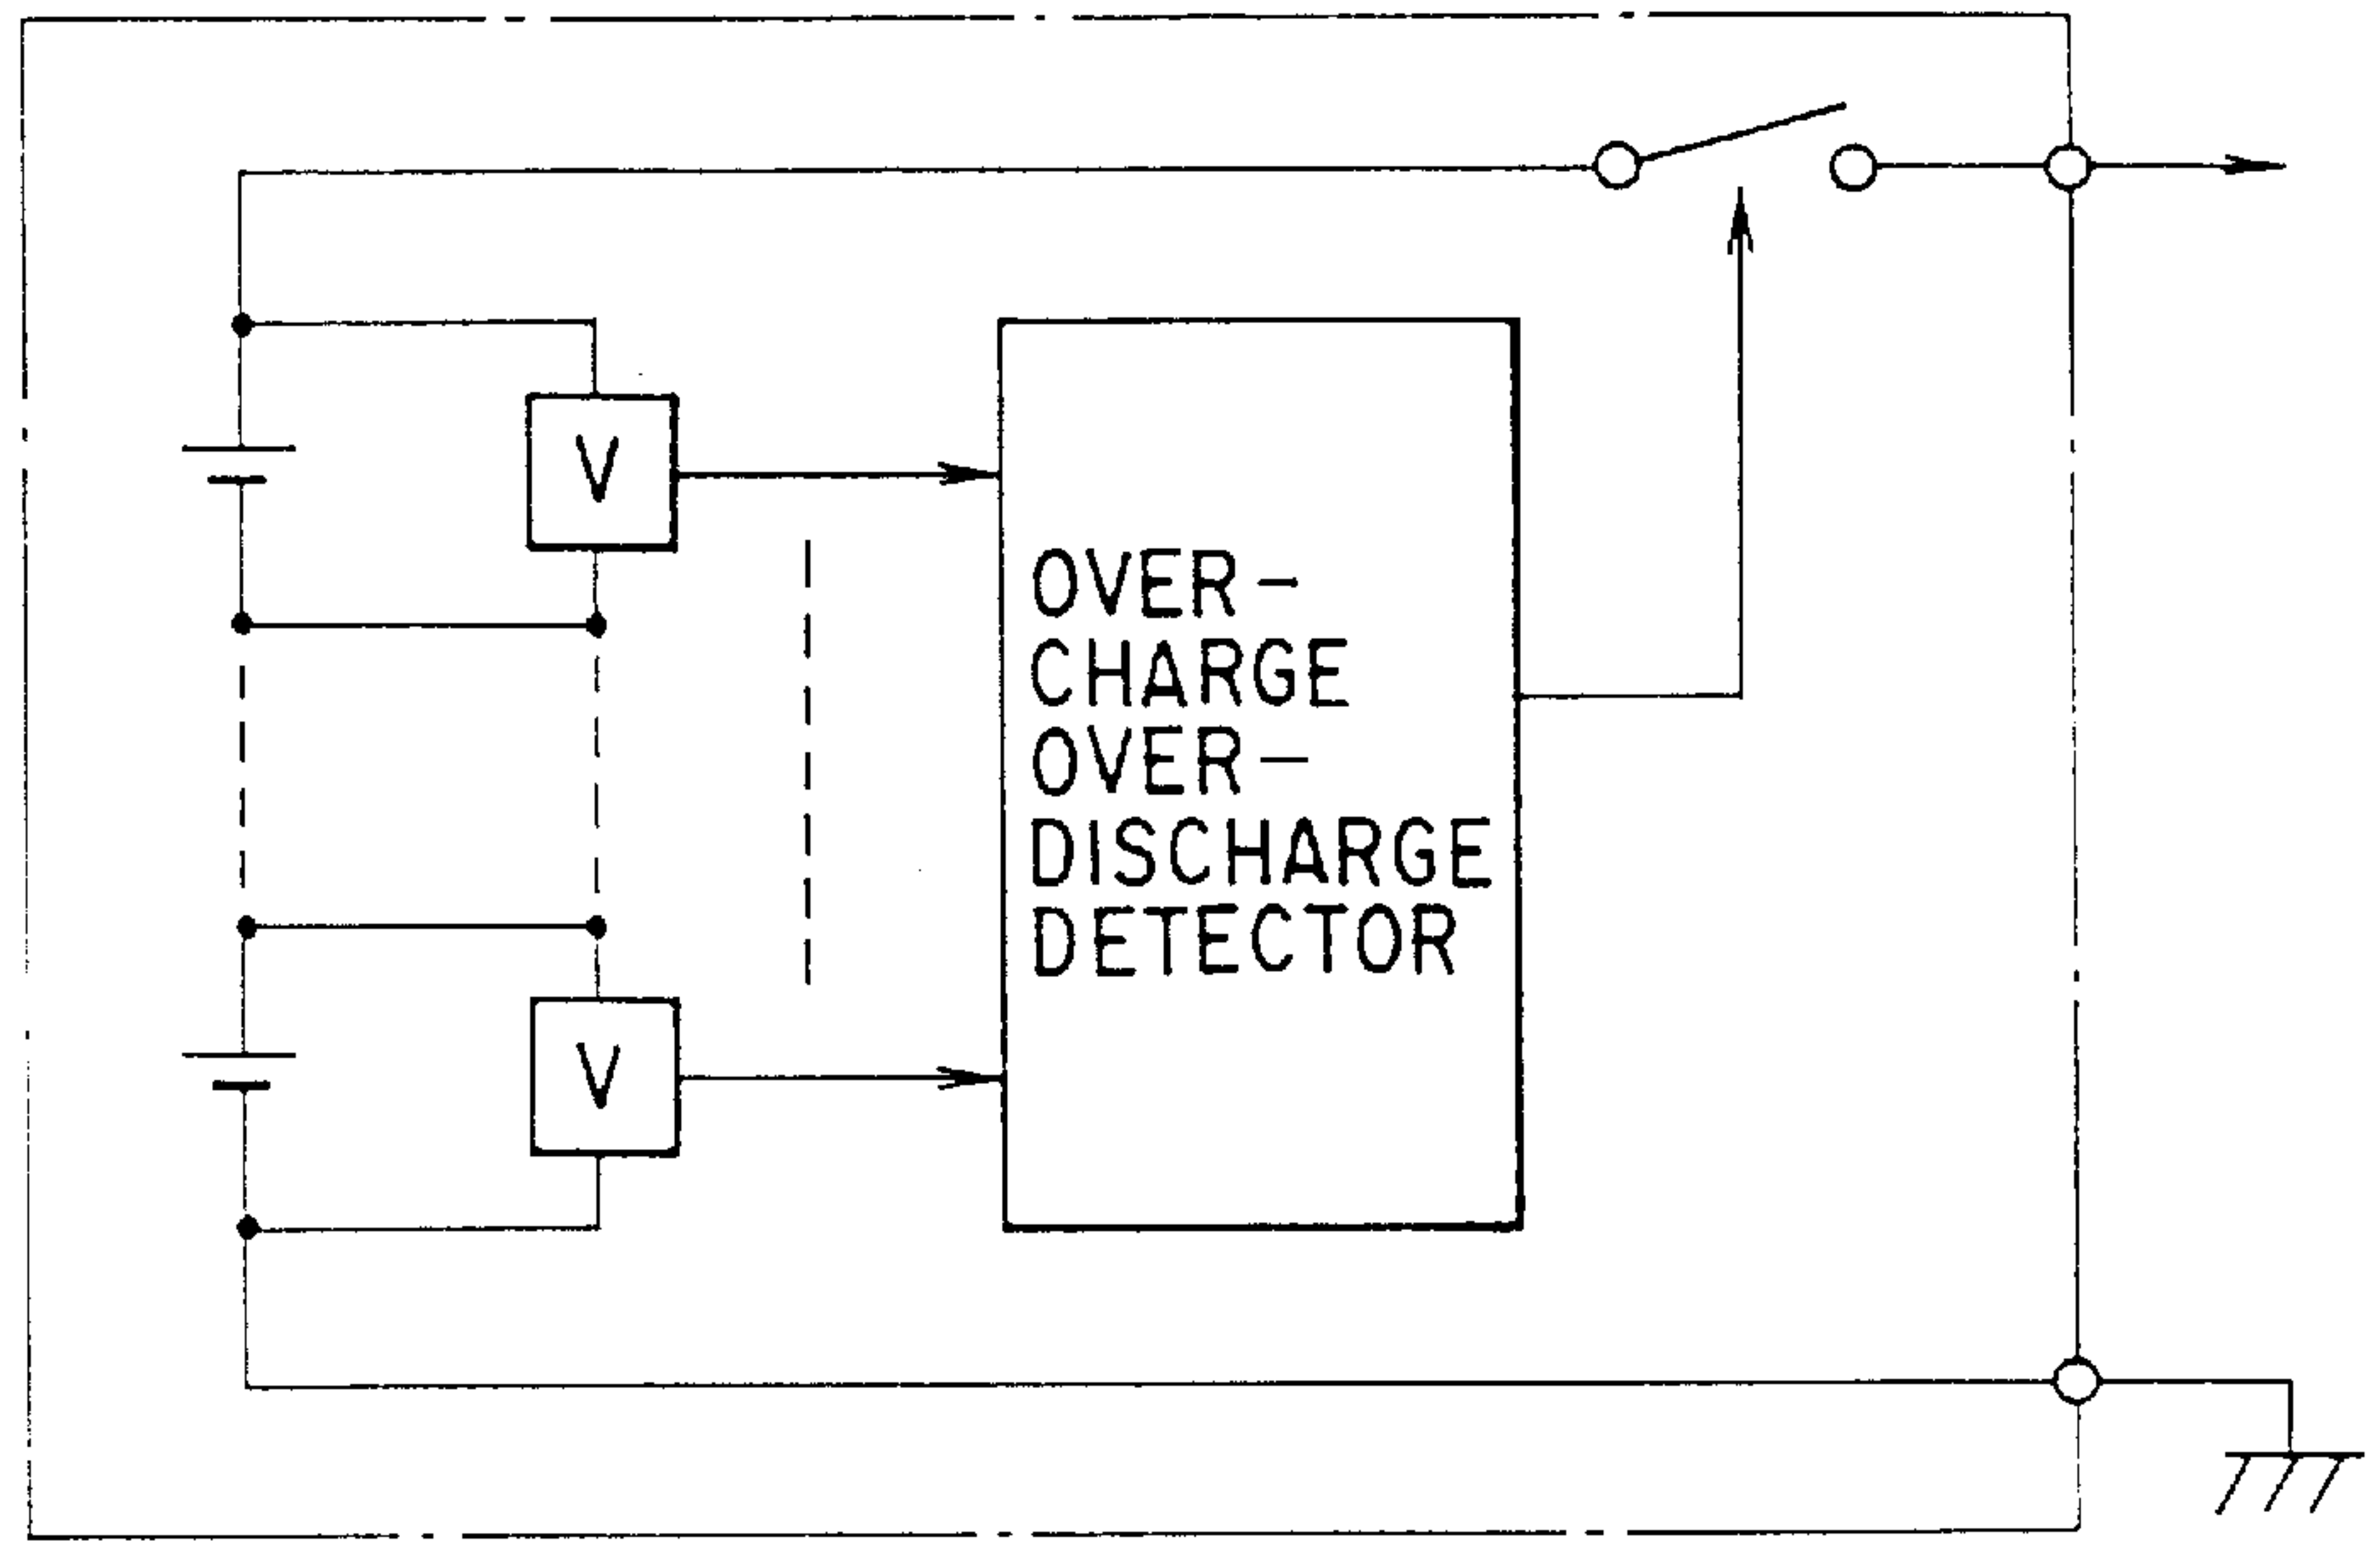 V
OVER-
CHARGE
OVER-
DISCHARGE
DETECTOR
V